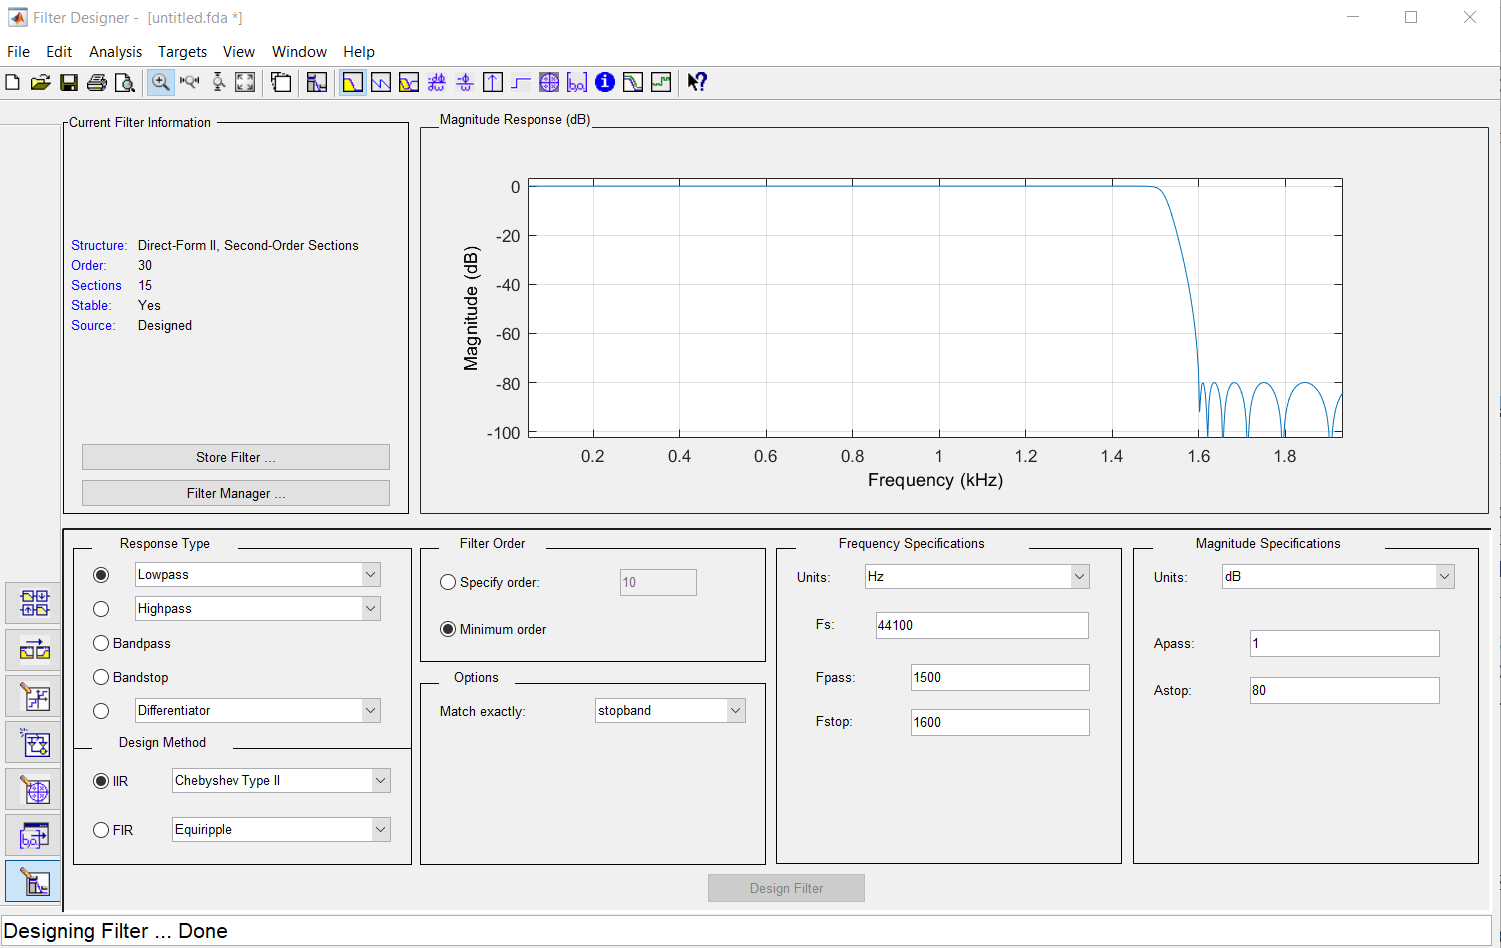 Filter Designer -  [untitled.fda *]
File Edit Analysis Targets View Window Help
Current Filter Information
Structure: Direct-Form II, Second-Order Sections
Order: 30
Sections 15
Stable: Yes
Source: Designed
Store Filter ...
Filter Manager ...
Magnitude Response (dB)
Magnitude (dB)
0
-20
-40
-60
-80
-100
0.2 0.4 0.6 0.8 1 1.2 1.4 1.6 1.8
Frequency (kHz)
Response Type
Lowpass
Highpass
Bandpass
Bandstop
Differentiator
Design Method
IIR Chebyshev Type II
FIR Equiripple
Filter Order
Specify order: 10
Minimum order
Options
Match exactly: stopband
Frequency Specifications
Units: Hz
Fs: 44100
Fpass: 1500
Fstop: 1600
Magnitude Specifications
Units: dB
Apass: 1
Astop: 80
Design Filter
Designing Filter ... Done